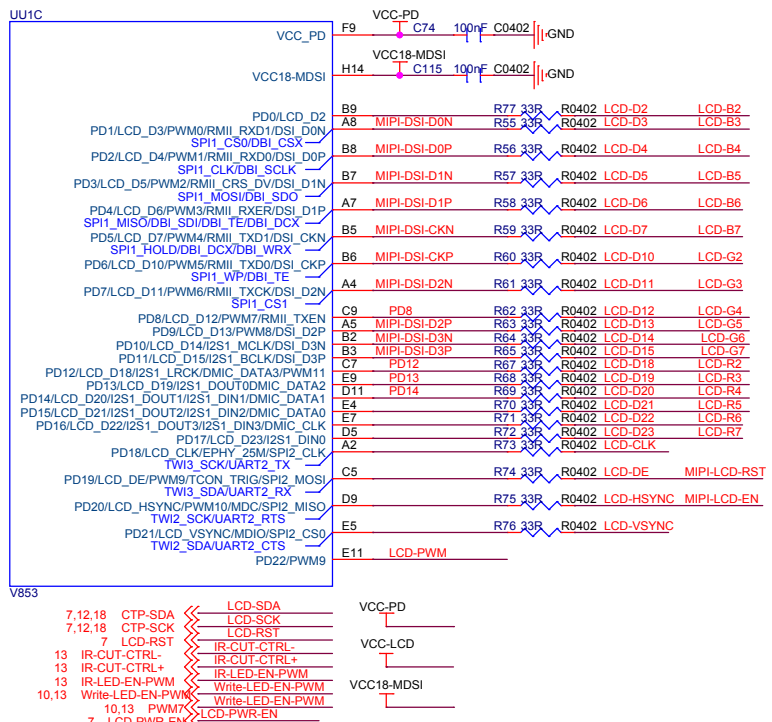 UU1C
VCC_PD F9 VCC-PD C74 100nF C0402 GND
VCC18-MDSI H14 VCC18-MDSI C115 100nF C0402 GND
PD0/LCD_D2 B9 R77 33R R0402 LCD-D2 LCD-B2
PD1/LCD_D3/PWM0/RMII_RXD1/DSI_D0N A8 MIPI-DSI-D0N R55 33R R0402 LCD-D3 LCD-B3
SPI1_CS0/DBI_CSX
PD2/LCD_D4/PWM1/RMII_RXD0/DSI_D0P B8 MIPI-DSI-D0P R56 33R R0402 LCD-D4 LCD-B4
SPI1_CLK/DBI_SCLK
PD3/LCD_D5/PWM2/RMII_CRS_DV/DSI_D1N B7 MIPI-DSI-D1N R57 33R R0402 LCD-D5 LCD-B5
SPI1_MOSI/DBI_SDO
PD4/LCD_D6/PWM3/RMII_RXER/DSI_D1P A7 MIPI-DSI-D1P R58 33R R0402 LCD-D6 LCD-B6
SPI1_MISO/DBI_SDI/DBI_TE/DBI_DCX
PD5/LCD_D7/PWM4/RMII_TXD1/DSI_CKN B5 MIPI-DSI-CKN R59 33R R0402 LCD-D7 LCD-B7
SPI1_HOLD/DBI_DCX/DBI_WRX
PD6/LCD_D10/PWM5/RMII_TXD0/DSI_CKP B6 MIPI-DSI-CKP R60 33R R0402 LCD-D10 LCD-G2
SPI1_WP/DBI_TE
PD7/LCD_D11/PWM6/RMII_TXCK/DSI_D2N A4 MIPI-DSI-D2N R61 33R R0402 LCD-D11 LCD-G3
SPI1_CS1
PD8/LCD_D12/PWM7/RMII_TXEN C9 PD8 R62 33R R0402 LCD-D12 LCD-G4
PD9/LCD_D13/PWM8/DSI_D2P A5 MIPI-DSI-D2P R63 33R R0402 LCD-D13 LCD-G5
PD10/LCD_D14/I2S1_MCLK/DSI_D3N B2 MIPI-DSI-D3N R64 33R R0402 LCD-D14 LCD-G6
PD11/LCD_D15/I2S1_BCLK/DSI_D3P B3 MIPI-DSI-D3P R65 33R R0402 LCD-D15 LCD-G7
PD12/LCD_D18/I2S1_LRCK/DMIC_DATA3/PWM11 C7 PD12 R67 33R R0402 LCD-D18 LCD-R2
PD13/LCD_D19/I2S1_DOUT0DMIC_DATA2 E9 PD13 R68 33R R0402 LCD-D19 LCD-R3
PD14/LCD_D20/I2S1_DOUT1/I2S1_DIN1/DMIC_DATA1 D11 PD14 R69 33R R0402 LCD-D20 LCD-R4
PD15/LCD_D21/I2S1_DOUT2/I2S1_DIN2/DMIC_DATA0 E4 R70 33R R0402 LCD-D21 LCD-R5
PD16/LCD_D22/I2S1_DOUT3/I2S1_DIN3/DMIC_CLK E7 R71 33R R0402 LCD-D22 LCD-R6
PD17/LCD_D23/I2S1_DIN0 D5 R72 33R R0402 LCD-D23 LCD-R7
PD18/LCD_CLK/EPHY_25M/SPI2_CLK A2 R73 33R R0402 LCD-CLK
TWI3_SCK/UART2_TX
PD19/LCD_DE/PWM9/TCON_TRIG/SPI2_MOSI C5 R74 33R R0402 LCD-DE MIPI-LCD-RST
TWI3_SDA/UART2_RX
PD20/LCD_HSYNC/PWM10/MDC/SPI2_MISO D9 R75 33R R0402 LCD-HSYNC MIPI-LCD-EN
TWI2_SCK/UART2_RTS
PD21/LCD_VSYNC/MDIO/SPI2_CS0 E5 R76 33R R0402 LCD-VSYNC
TWI2_SDA/UART2_CTS
PD22/PWM9 E11 LCD-PWM
V853
7,12,18 CTP-SDA LCD-SDA VCC-PD
7,12,18 CTP-SCK LCD-SCK
7 LCD-RST LCD-RST
13 IR-CUT-CTRL- IR-CUT-CTRL- VCC-LCD
13 IR-CUT-CTRL+ IR-CUT-CTRL+
13 IR-LED-EN-PWM IR-LED-EN-PWM
10,13 Write-LED-EN-PWM Write-LED-EN-PWM VCC18-MDSI
10,13 PWM7 Write-LED-EN-PWM
7 LCD-PWR-EN LCD-PWR-EN